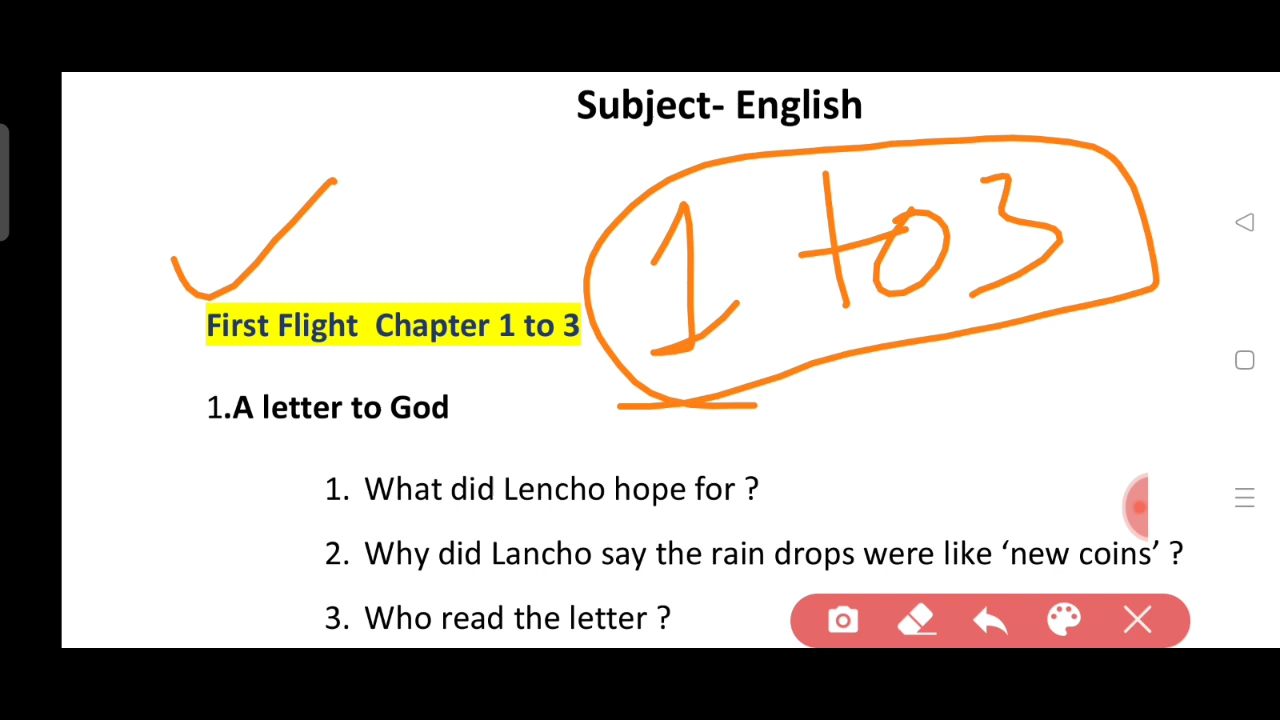 Subject- English
1 to 3
First Flight Chapter 1 to 3
1.A letter to God
1. What did Lencho hope for ?
2. Why did Lancho say the rain drops were like ‘new coins’ ?
3. Who read the letter ?